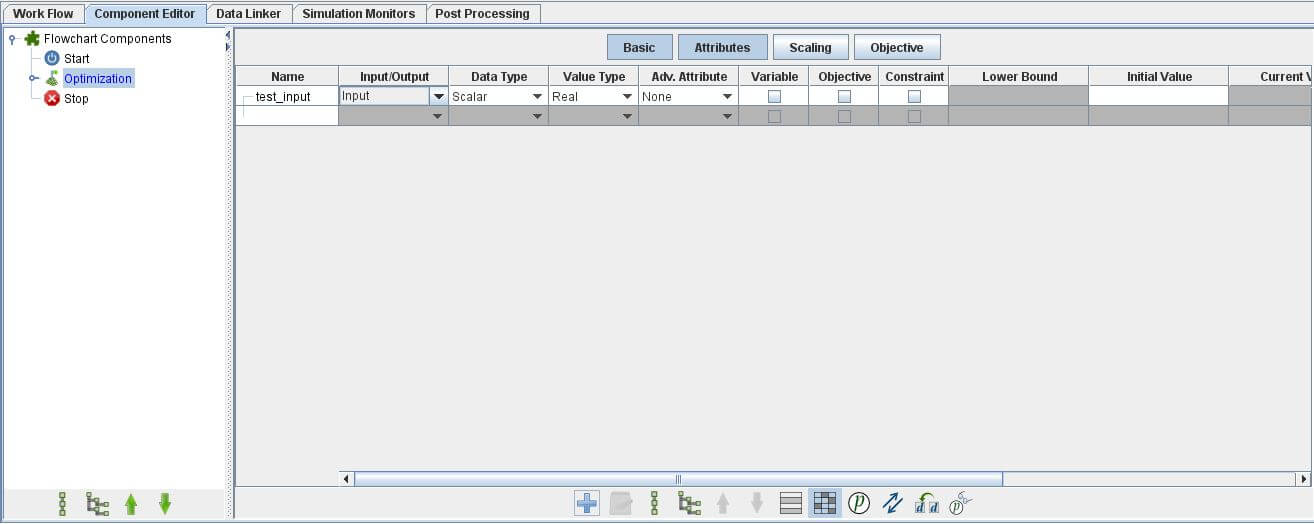 Work Flow Component Editor Data Linker Simulation Monitors Post Processing
Flowchart Components
Start
Optimization
Stop
Basic Attributes Scaling Objective
Name Input/Output Data Type Value Type Adv. Attribute Variable Objective Constraint Lower Bound Initial Value Current V
test_input Input Scalar Real None
p d d p